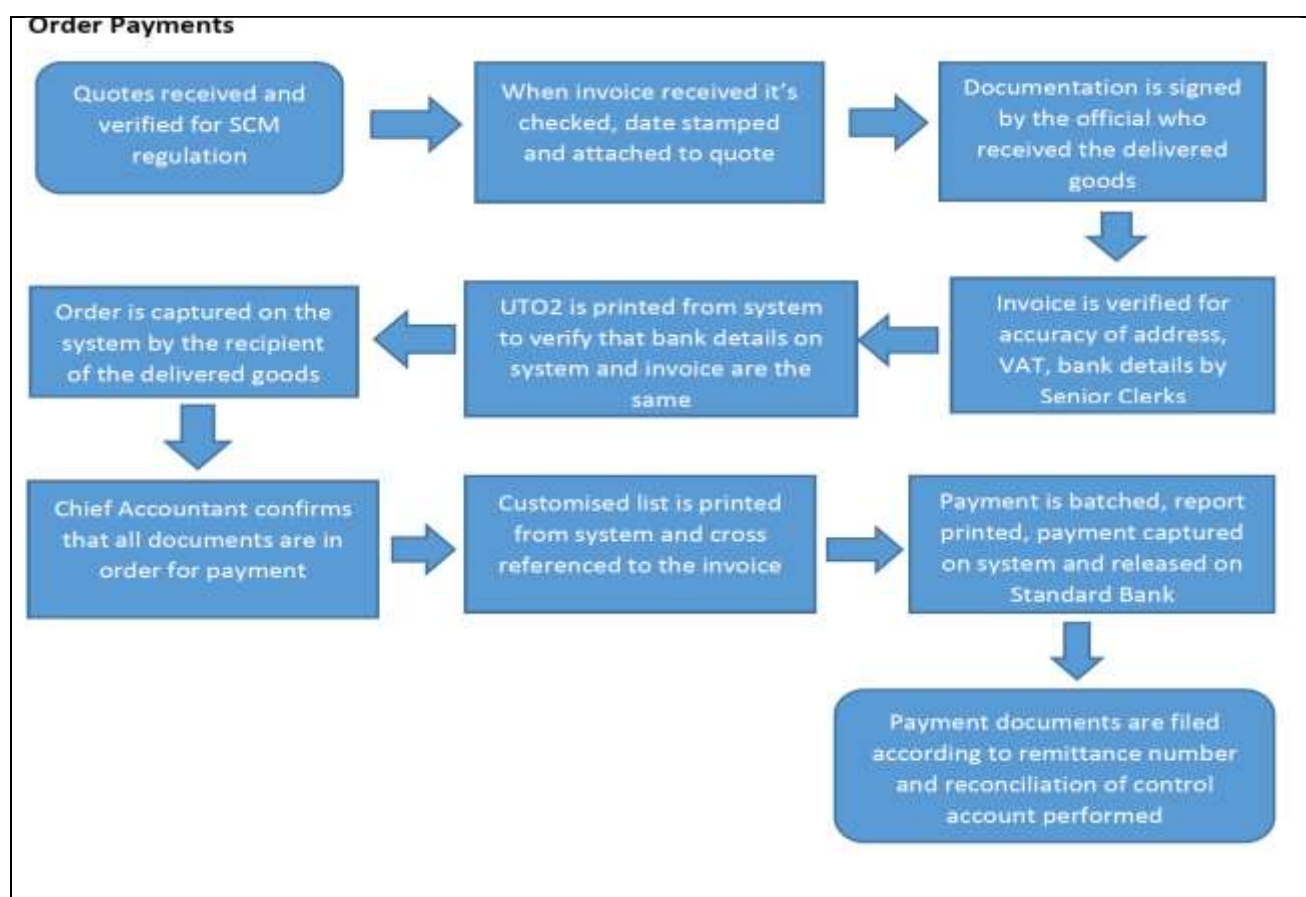 Order Payments
Quotes received and
verified for SCM
regulation
When invoice received it's
checked, date stamped
and attached to quote
Documentation is signed
by the official who
received the delivered
goods
Invoice is verified for
accuracy of address,
VAT, bank details by
Senior Clerks
UTO2 is printed from system
to verify that bank details on
system and invoice are the
same
Order is captured on the
system by the recipient
of the delivered goods
Chief Accountant confirms
that all documents are in
order for payment
Customised list is printed
from system and cross
referenced to the invoice
Payment is batched, report
printed, payment captured
on system and released on
Standard Bank
Payment documents are filed
according to remittance number
and reconciliation of control
account performed